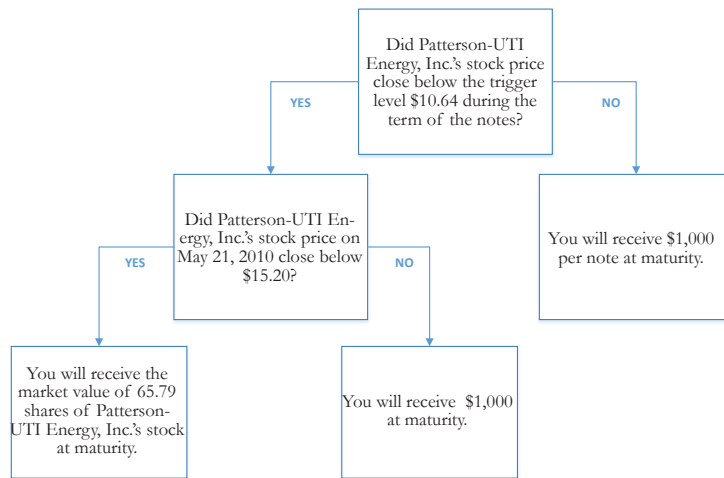 Did Patterson-UTI
Energy, Inc.'s stock price
close below the trigger
level $10.64 during the
term of the notes?
YES
NO
Did Patterson-UTI En-
ergy, Inc.'s stock price on
May 21, 2010 close below
$15.20?
You will receive $1,000
per note at maturity.
YES
NO
You will receive the
market value of 65.79
shares of Patterson-
UTI Energy, Inc.'s stock
at maturity.
You will receive $1,000
at maturity.